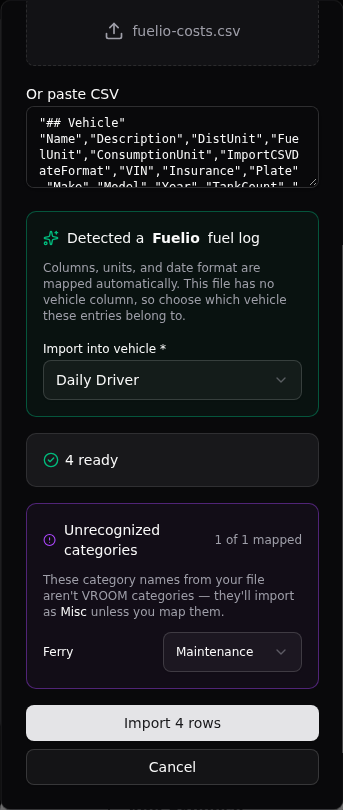 fuelio-costs.csv
Or paste CSV
"## Vehicle"
"Name","Description","DistUnit","Fue
lUnit","ConsumptionUnit","ImportCSVD
ateFormat","VIN","Insurance","Plate"
,"Make","Model","Year","TankCount","
Detected a Fuelio fuel log
Columns, units, and date format are
mapped automatically. This file has no
vehicle column, so choose which vehicle
these entries belong to.
Import into vehicle *
Daily Driver
4 ready
Unrecognized
categories
1 of 1 mapped
These category names from your file
aren't VROOM categories — they'll import
as Misc unless you map them.
Ferry
Maintenance
Import 4 rows
Cancel